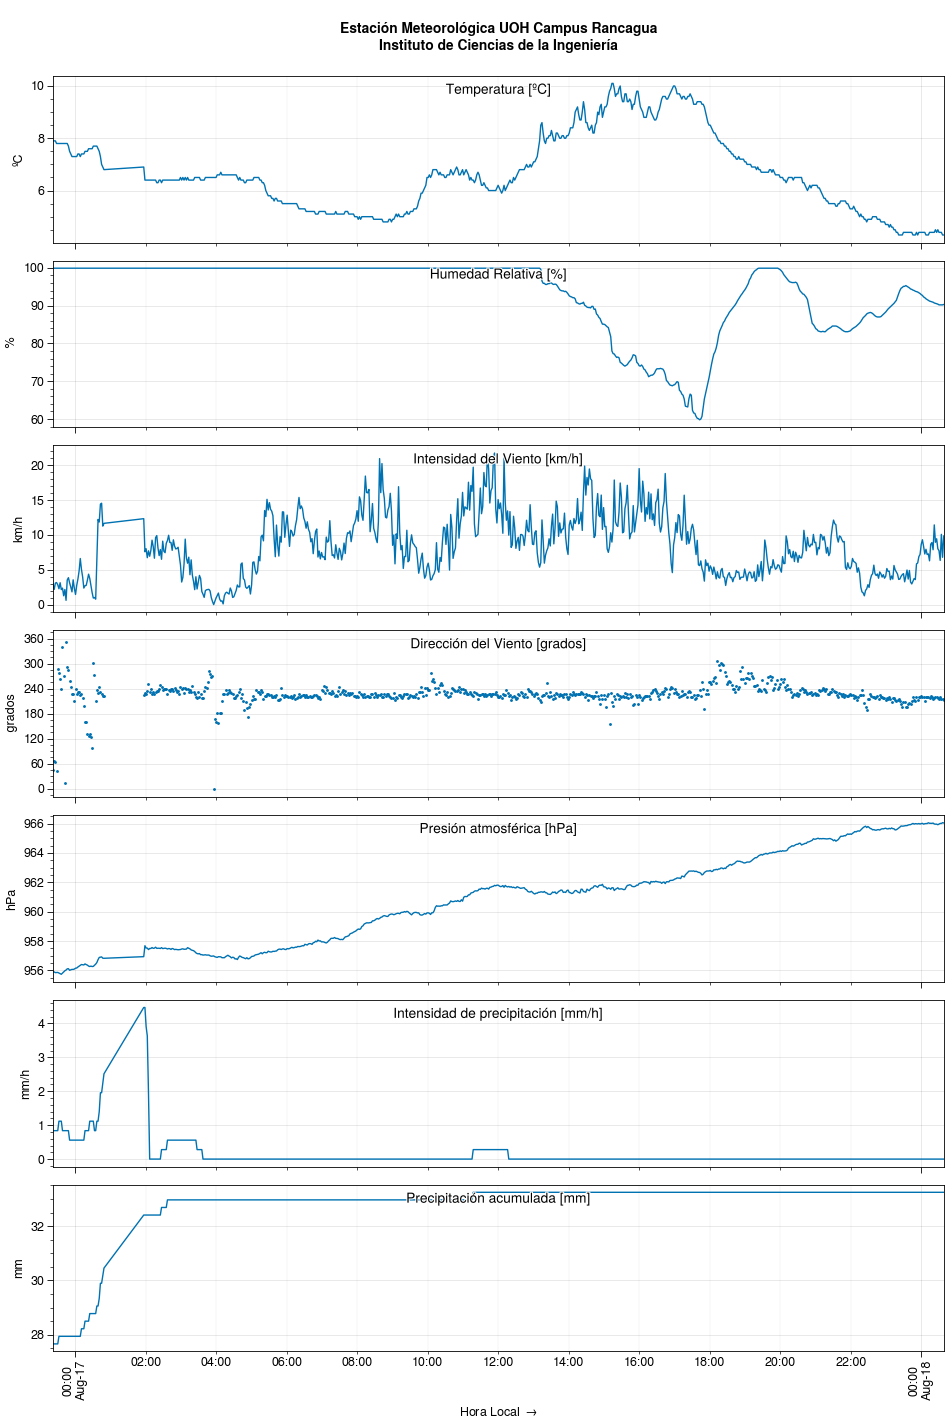 Estación Meteorológica UOH Campus Rancagua
Instituto de Ciencias de la Ingeniería
Temperatura [ºC]
ºC
10
8
6
Humedad Relativa [%]
%
100
90
80
70
60
Intensidad del Viento [km/h]
km/h
20
15
10
5
0
Dirección del Viento [grados]
grados
360
300
240
180
120
60
0
Presión atmosférica [hPa]
hPa
966
964
962
960
958
956
Intensidad de precipitación [mm/h]
mm/h
4
3
2
1
0
Precipitación acumulada [mm]
mm
32
30
28
00:00
Aug-17
02:00
04:00
06:00
08:00
10:00
12:00
14:00
16:00
18:00
20:00
22:00
00:00
Aug-18
Hora Local →